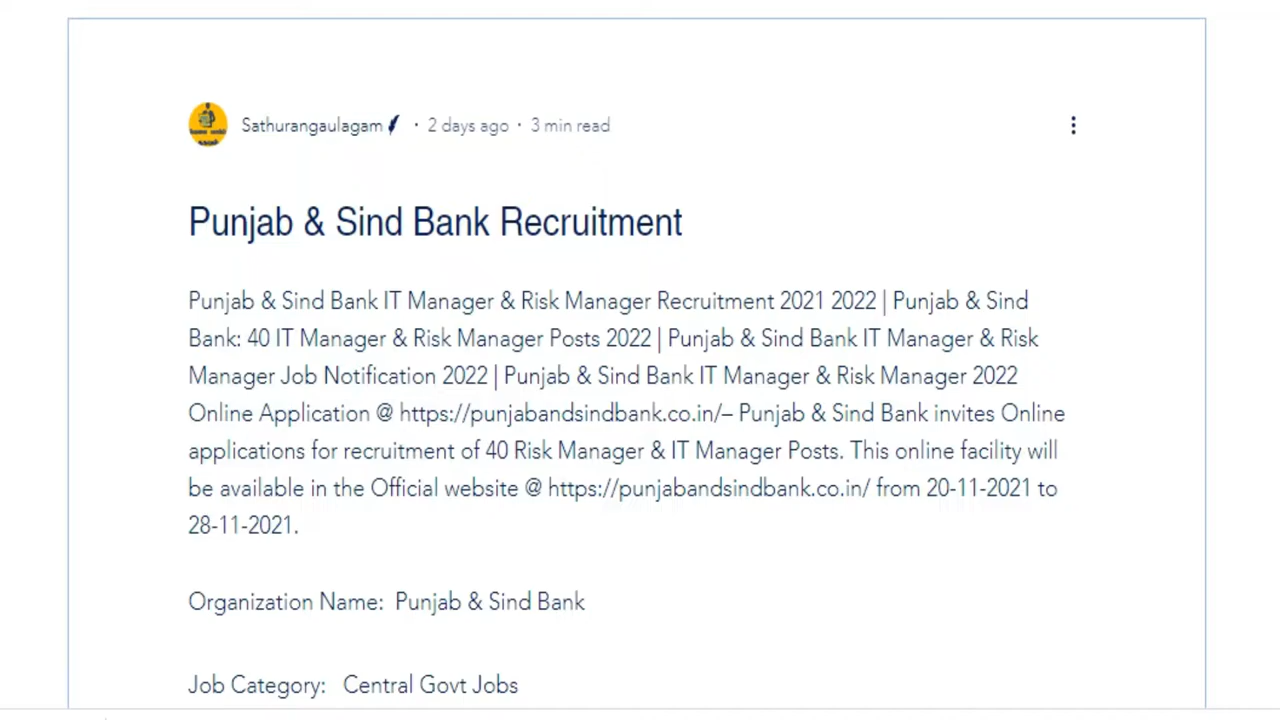 Sathurangaulagam · 2 days ago · 3 min read
Punjab & Sind Bank Recruitment
Punjab & Sind Bank IT Manager & Risk Manager Recruitment 2021 2022 | Punjab & Sind
Bank: 40 IT Manager & Risk Manager Posts 2022 | Punjab & Sind Bank IT Manager & Risk
Manager Job Notification 2022 | Punjab & Sind Bank IT Manager & Risk Manager 2022
Online Application @ https://punjabandsindbank.co.in/– Punjab & Sind Bank invites Online
applications for recruitment of 40 Risk Manager & IT Manager Posts. This online facility will
be available in the Official website @ https://punjabandsindbank.co.in/ from 20-11-2021 to
28-11-2021.
Organization Name: Punjab & Sind Bank
Job Category: Central Govt Jobs